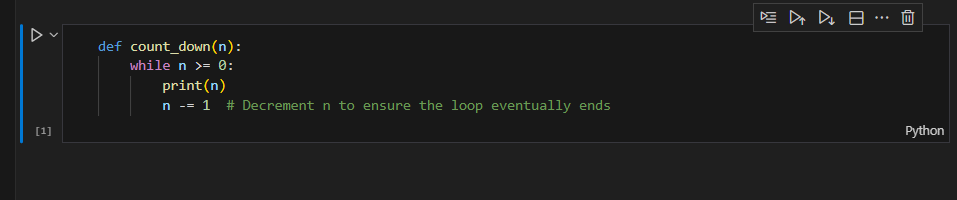 def count_down(n):
    while n >= 0:
        print(n)
        n -= 1  # Decrement n to ensure the loop eventually ends
[1]
Python